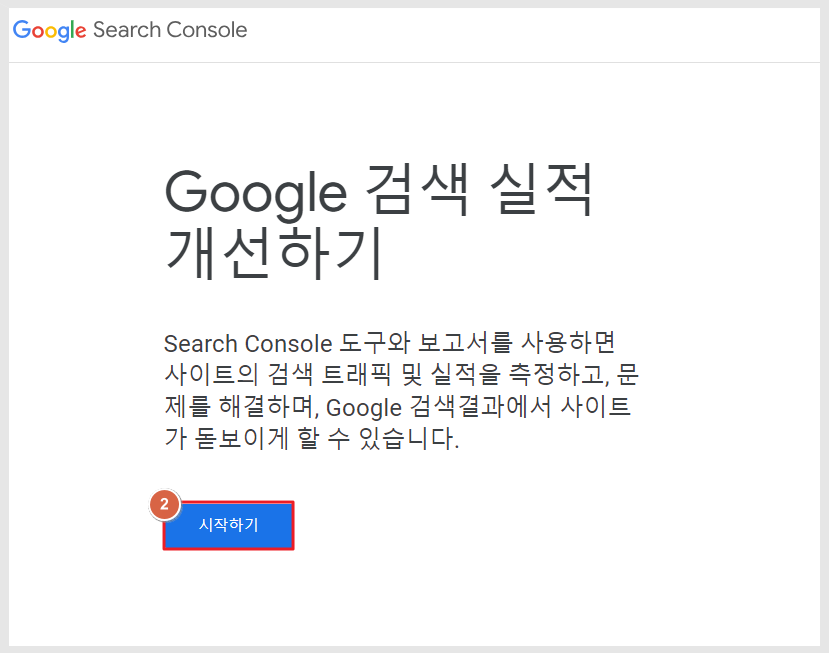 Google Search Console
Google 검색 실적
개선하기
Search Console 도구와 보고서를 사용하면
사이트의 검색 트래픽 및 실적을 측정하고, 문
제를 해결하며, Google 검색결과에서 사이트
가 돋보이게 할 수 있습니다.
2
시작하기